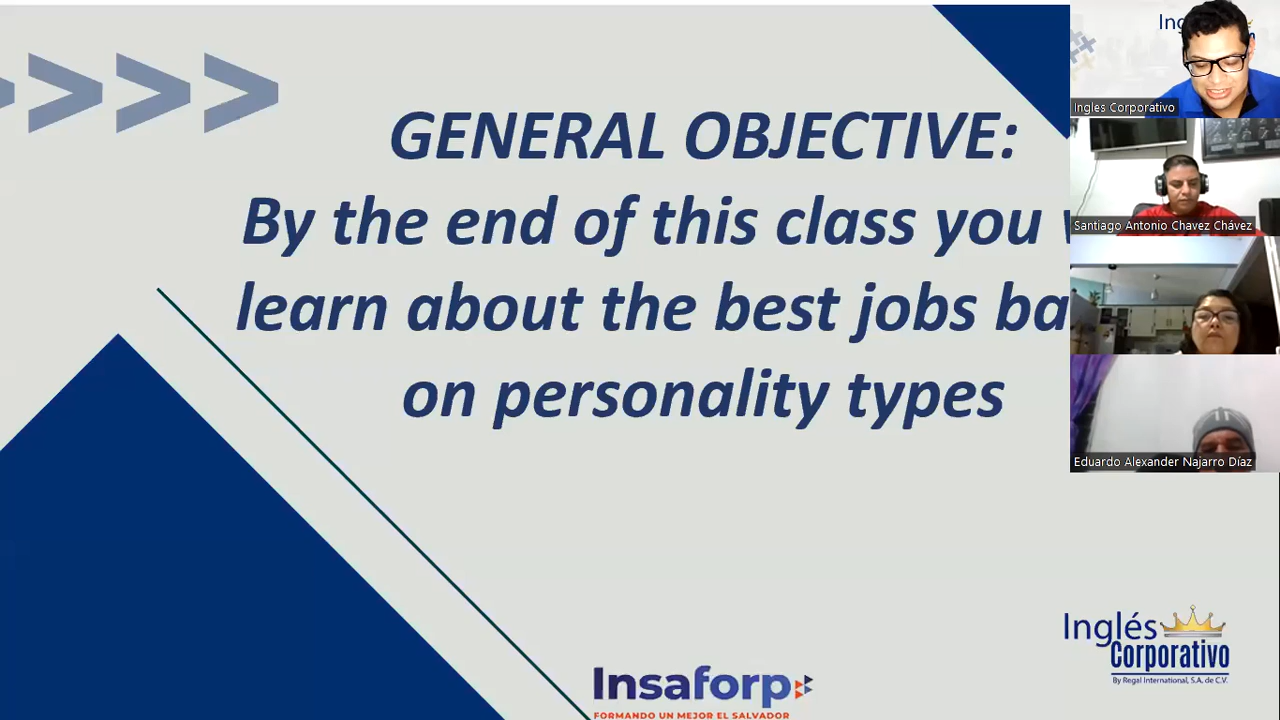 GENERAL OBJECTIVE:
By the end of this class you
learn about the best jobs ba
on personality types
Ingles Corporativo
Santiago Antonio Chavez Chávez
Eduardo Alexander Najarro Díaz
Insaforp
FORMANDO UN MEJOR EL SALVADOR
Inglés
Corporativo
By Regal International, S.A. de C.V.